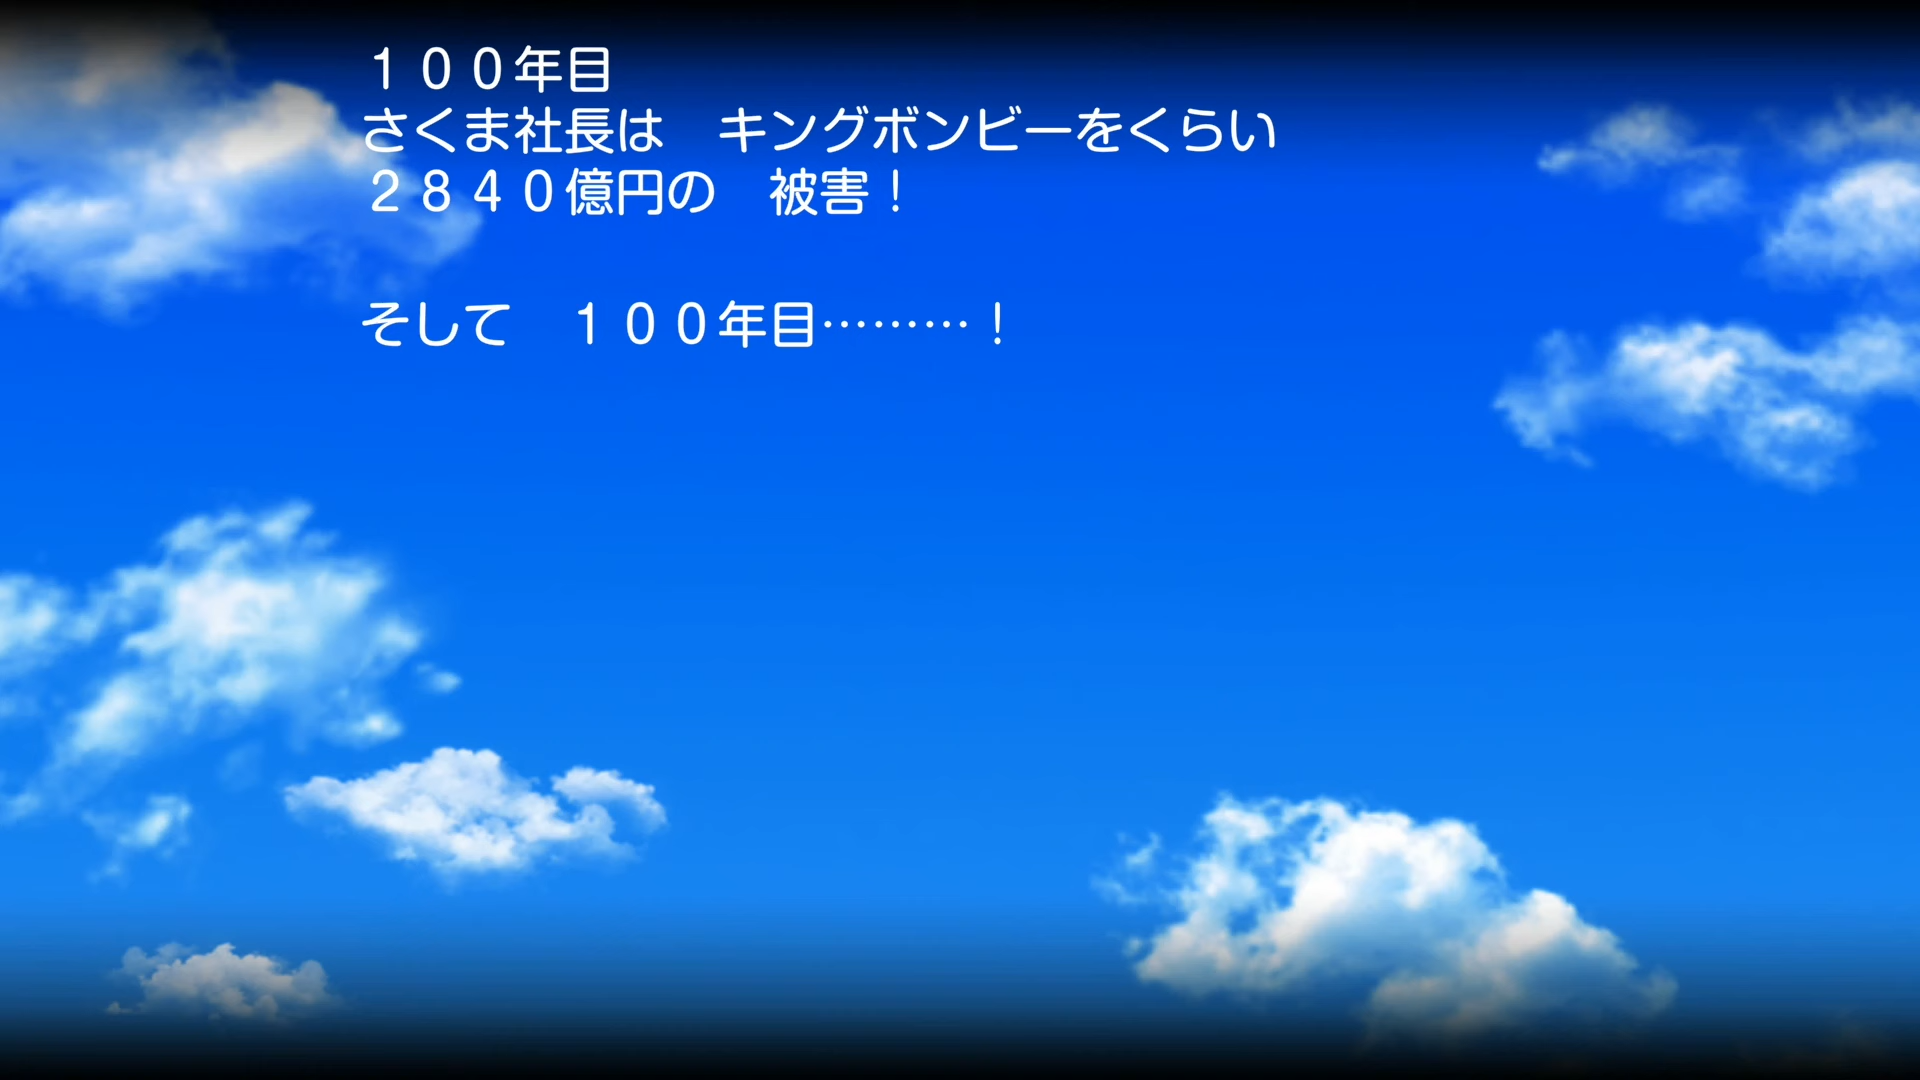 １００年目
さくま社長は　キングボンビーをくらい
２８４０億円の　被害！
そして　１００年目………！